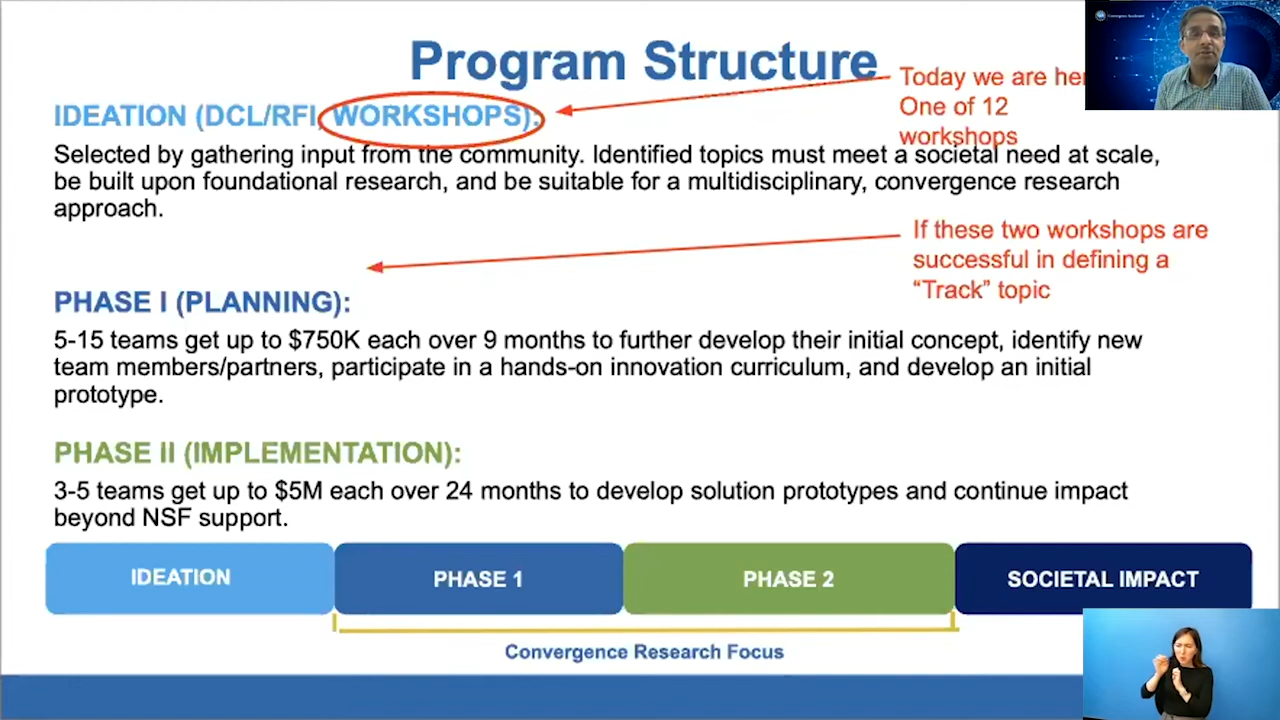 Program Structure
IDEATION (DCL/RFI, WORKSHOPS):
Today we are her
One of 12
workshops
Selected by gathering input from the community. Identified topics must meet a societal need at scale,
be built upon foundational research, and be suitable for a multidisciplinary, convergence research
approach.
If these two workshops are
successful in defining a
“Track” topic
PHASE I (PLANNING):
5-15 teams get up to $750K each over 9 months to further develop their initial concept, identify new
team members/partners, participate in a hands-on innovation curriculum, and develop an initial
prototype.
PHASE II (IMPLEMENTATION):
3-5 teams get up to $5M each over 24 months to develop solution prototypes and continue impact
beyond NSF support.
IDEATION
PHASE 1
PHASE 2
SOCIETAL IMPACT
Convergence Research Focus